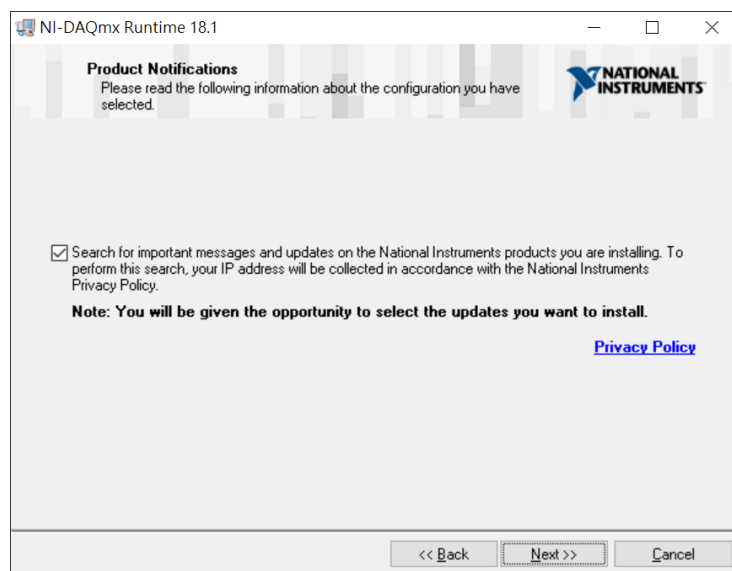 NI-DAQmx Runtime 18.1
Product Notifications
Please read the following information about the configuration you have
selected.
NATIONAL
INSTRUMENTS™
Search for important messages and updates on the National Instruments products you are installing. To
perform this search, your IP address will be collected in accordance with the National Instruments
Privacy Policy.
Note: You will be given the opportunity to select the updates you want to install.
Privacy Policy
<< Back
Next >>
Cancel